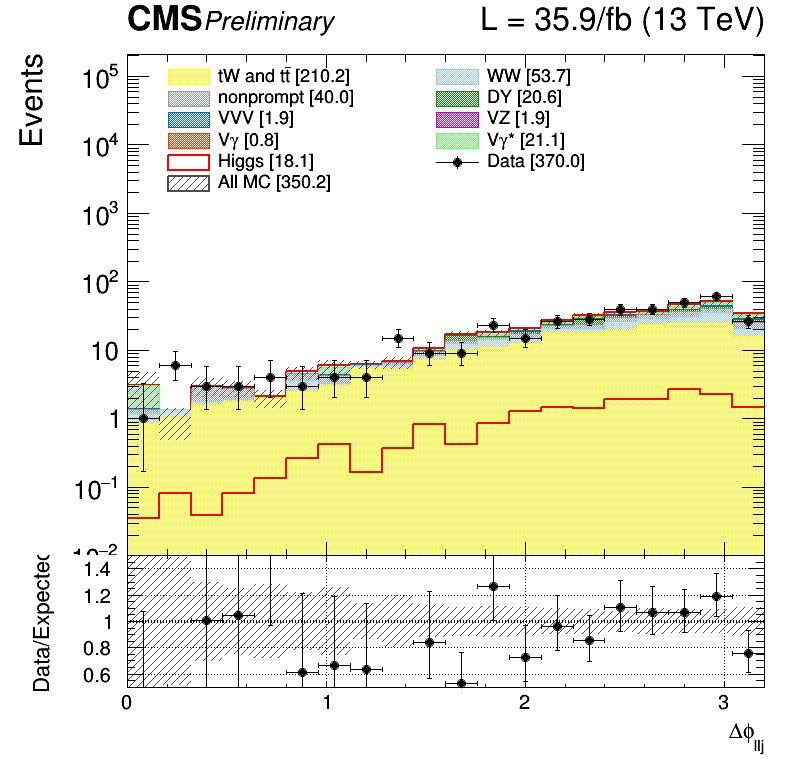 CMS Preliminary L = 35.9/fb (13 TeV)
Events
10^5
10^4
10^3
10^2
10
1
10^−1
10^−2
tW and tt̄ [210.2]
nonprompt [40.0]
VVV [1.9]
Vγ [0.8]
Higgs [18.1]
All MC [350.2]
WW [53.7]
DY [20.6]
VZ [1.9]
Vγ* [21.1]
Data [370.0]
Data/Expected
1.4
1.2
1
0.8
0.6
0 1 2 3
Δϕ_llj